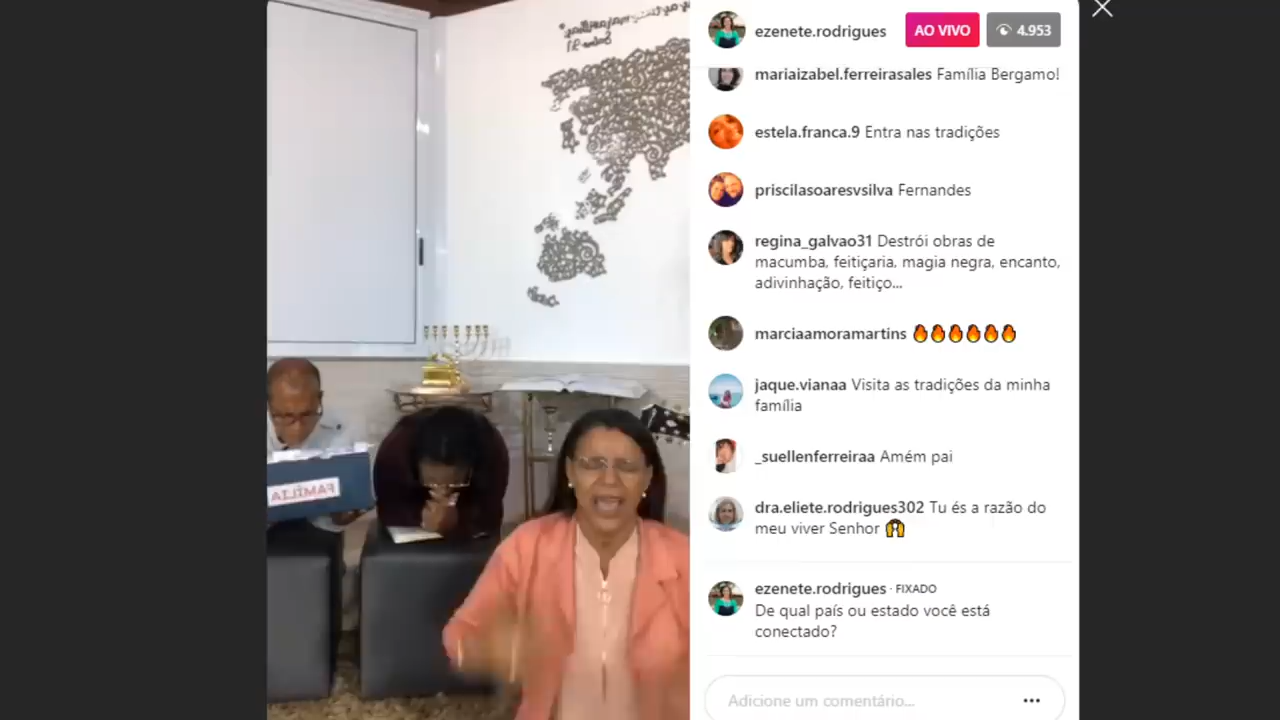 ezenete.rodrigues AO VIVO 4.953
mariaizabel.ferreirasales Família Bergamo!
estela.franca.9 Entra nas tradições
priscilasoaresvsilva Fernandes
regina_galvao31 Destrói obras de
macumba, feitiçaria, magia negra, encanto,
adivinhação, feitiço...
marciaamoramartins 🔥🔥🔥🔥🔥🔥
jaque.vianaa Visita as tradições da minha
família
_suellenferreiraa Amém pai
dra.eliete.rodrigues302 Tu és a razão do
meu viver Senhor 🙌
ezenete.rodrigues · FIXADO
De qual país ou estado você está
conectado?
Adicione um comentário...
FAMÍLIA